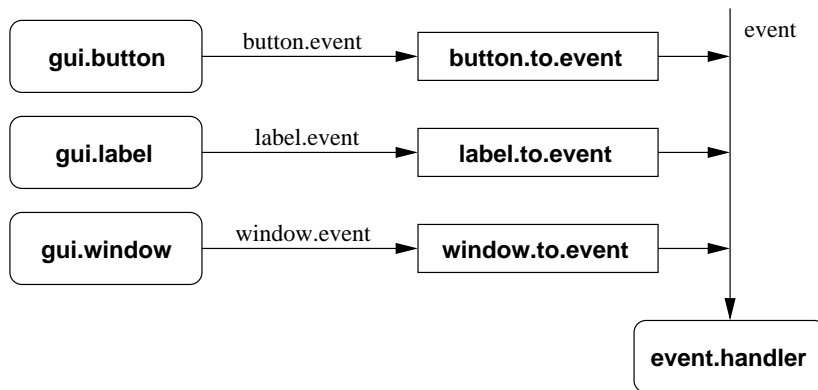 gui.button
button.event
button.to.event
event
gui.label
label.event
label.to.event
gui.window
window.event
window.to.event
event.handler